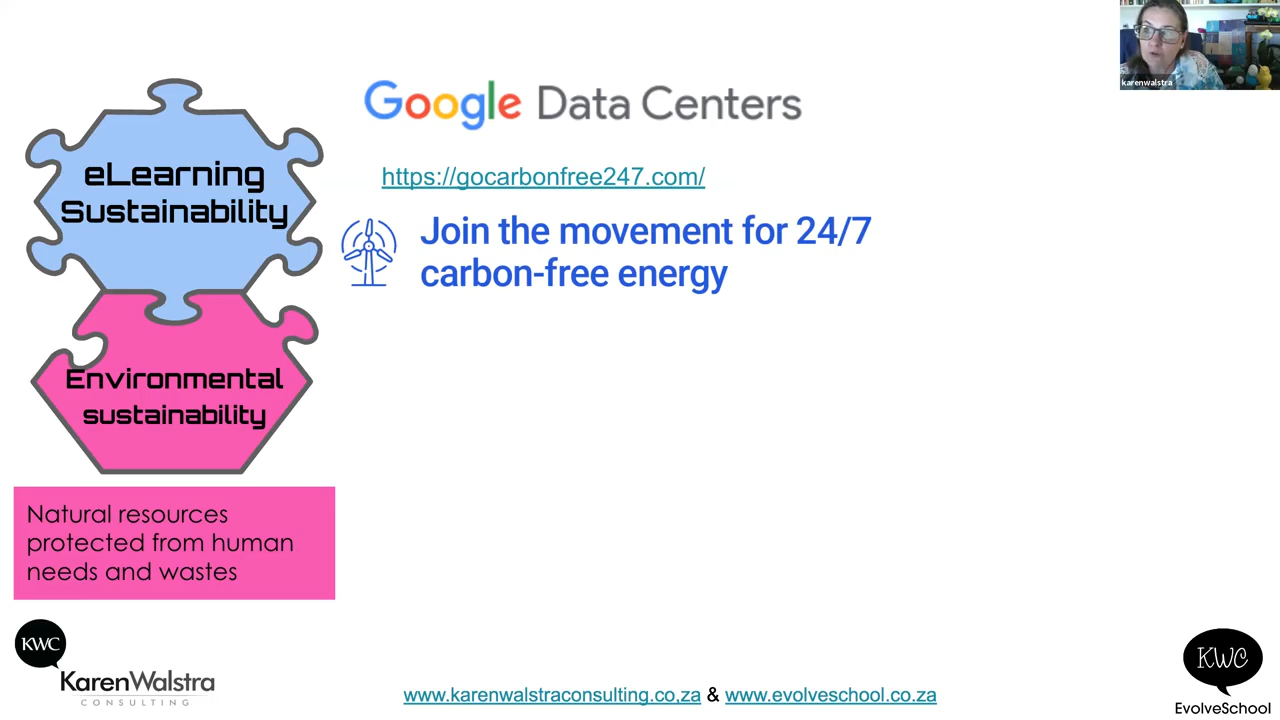 karenwalstra
Google Data Centers
https://gocarbonfree247.com/
Join the movement for 24/7
carbon-free energy
eLearning
Sustainability
Environmental
sustainability
Natural resources
protected from human
needs and wastes
KWC
KarenWalstra
CONSULTING
www.karenwalstraconsulting.co,za & www.evolveschool.co.za
KWC
EvolveSchool